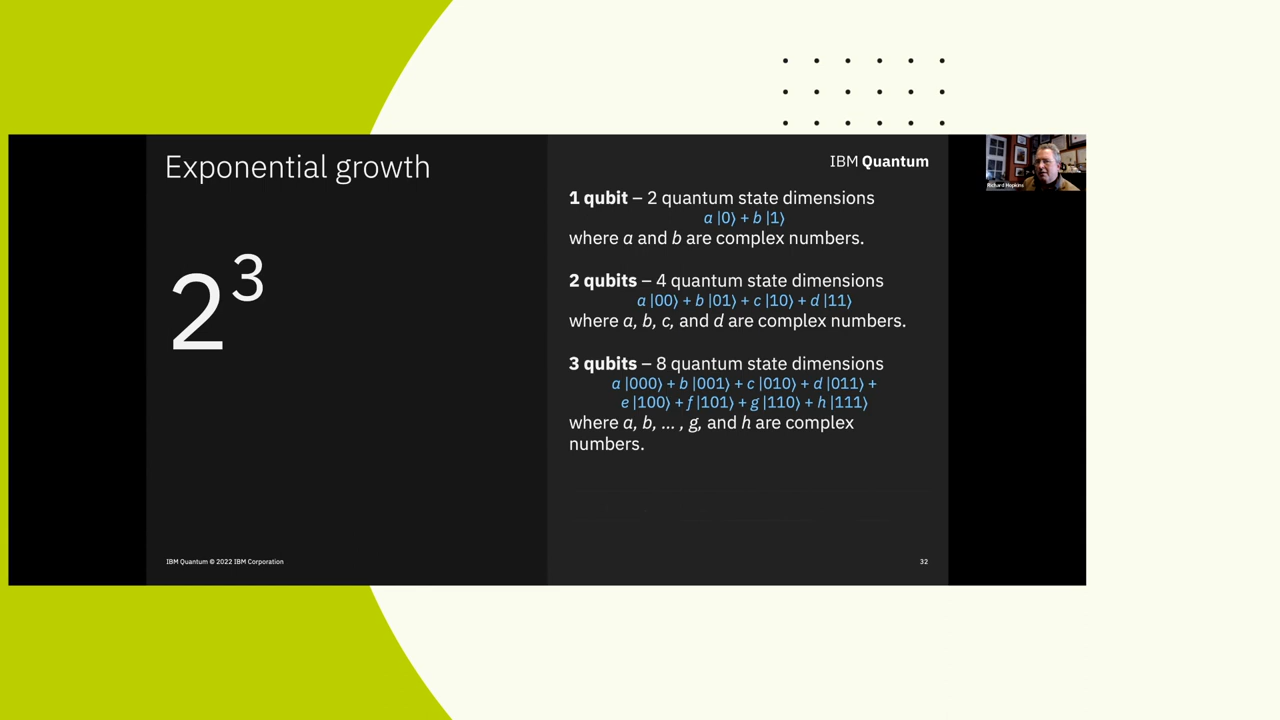 Exponential growth
2³
IBM Quantum
1 qubit – 2 quantum state dimensions
a |0⟩ + b |1⟩
where a and b are complex numbers.
2 qubits – 4 quantum state dimensions
a |00⟩ + b |01⟩ + c |10⟩ + d |11⟩
where a, b, c, and d are complex numbers.
3 qubits – 8 quantum state dimensions
a |000⟩ + b |001⟩ + c |010⟩ + d |011⟩ +
e |100⟩ + f |101⟩ + g |110⟩ + h |111⟩
where a, b, ... , g, and h are complex
numbers.
IBM Quantum © 2022 IBM Corporation
32
Richard Hopkins